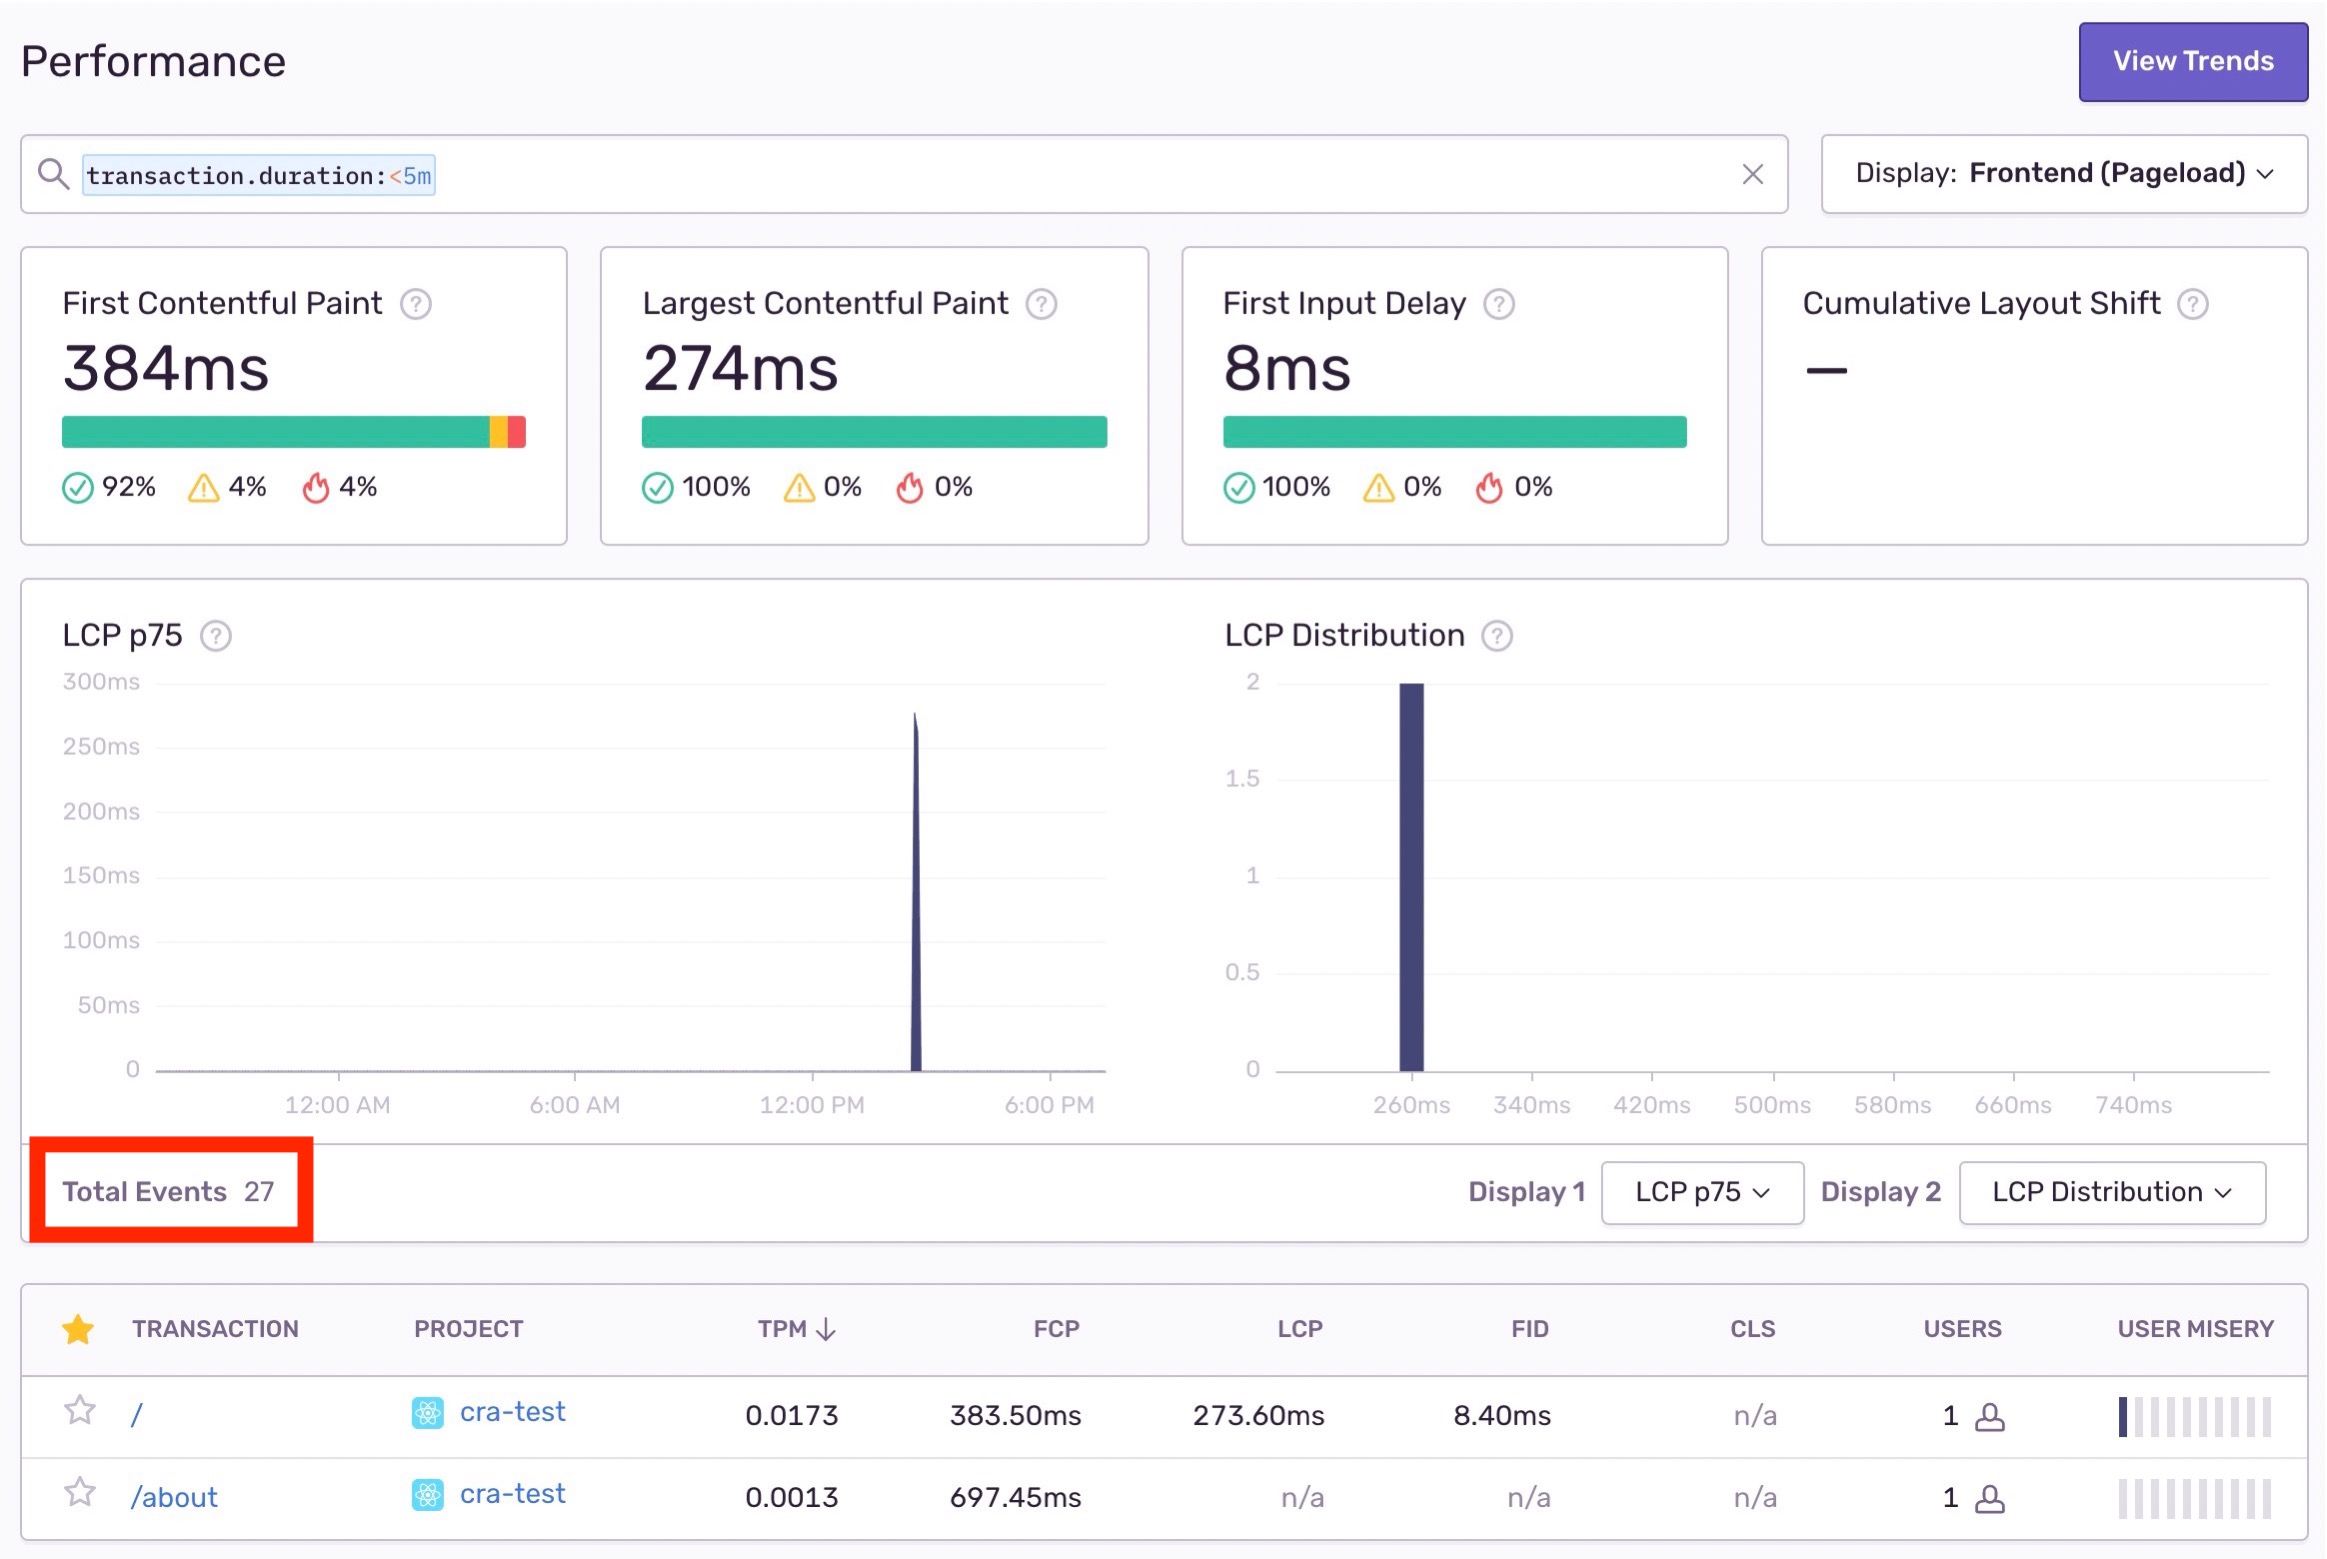 Performance
View Trends
transaction.duration:<5m
Display: Frontend (Pageload)
First Contentful Paint ?
384ms
92% 4% 4%
Largest Contentful Paint ?
274ms
100% 0% 0%
First Input Delay ?
8ms
100% 0% 0%
Cumulative Layout Shift ?
—
LCP p75 ?
300ms
250ms
200ms
150ms
100ms
50ms
0
12:00 AM 6:00 AM 12:00 PM 6:00 PM
LCP Distribution ?
2
1.5
1
0.5
0
260ms 340ms 420ms 500ms 580ms 660ms 740ms
Total Events 27
Display 1 LCP p75 Display 2 LCP Distribution
TRANSACTION PROJECT TPM FCP LCP FID CLS USERS USER MISERY
/ cra-test 0.0173 383.50ms 273.60ms 8.40ms n/a 1
/about cra-test 0.0013 697.45ms n/a n/a n/a 1